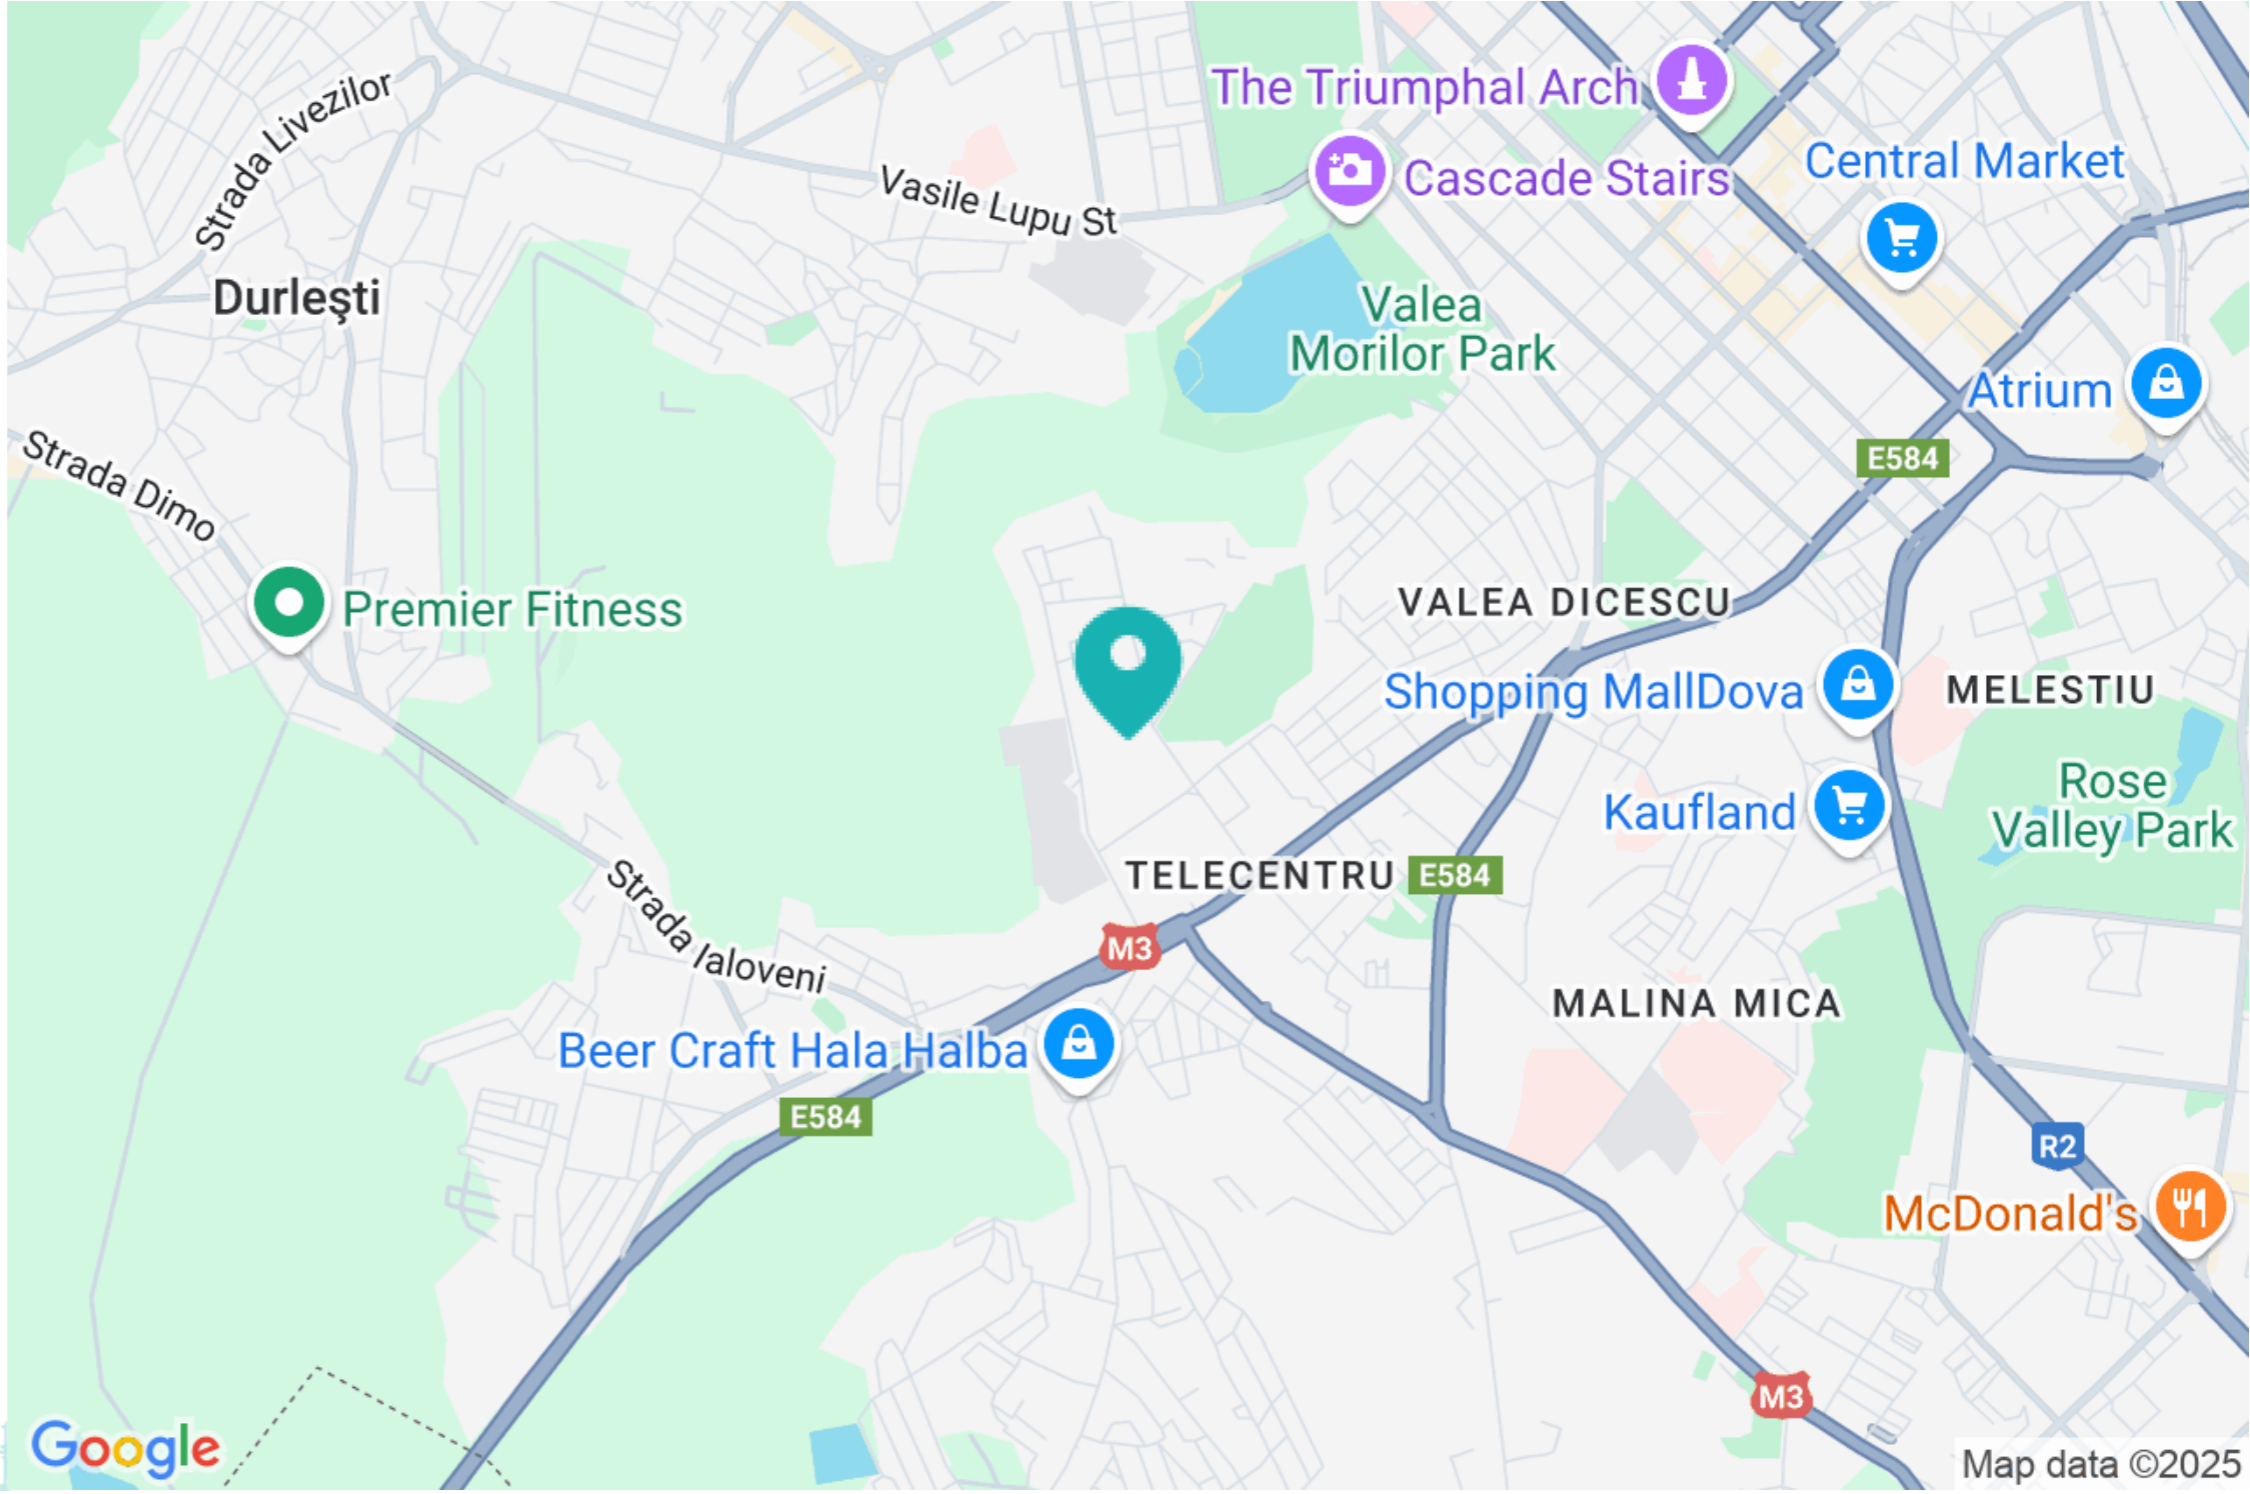 The Triumphal Arch
Strada Livezilor
Central Market
Cascade Stairs
Vasile Lupu St
Durleşti
Valea
Morilor Park
Atrium
E584
Strada Dimo
Premier Fitness
VALEA DICESCU
Shopping MallDova
MELESTIU
Rose
Valley Park
Kaufland
TELECENTRU
E584
Strada Ialoveni
M3
MALINA MICA
Beer Craft Hala Halba
E584
R2
McDonald's
M3
Google
Map data ©2025